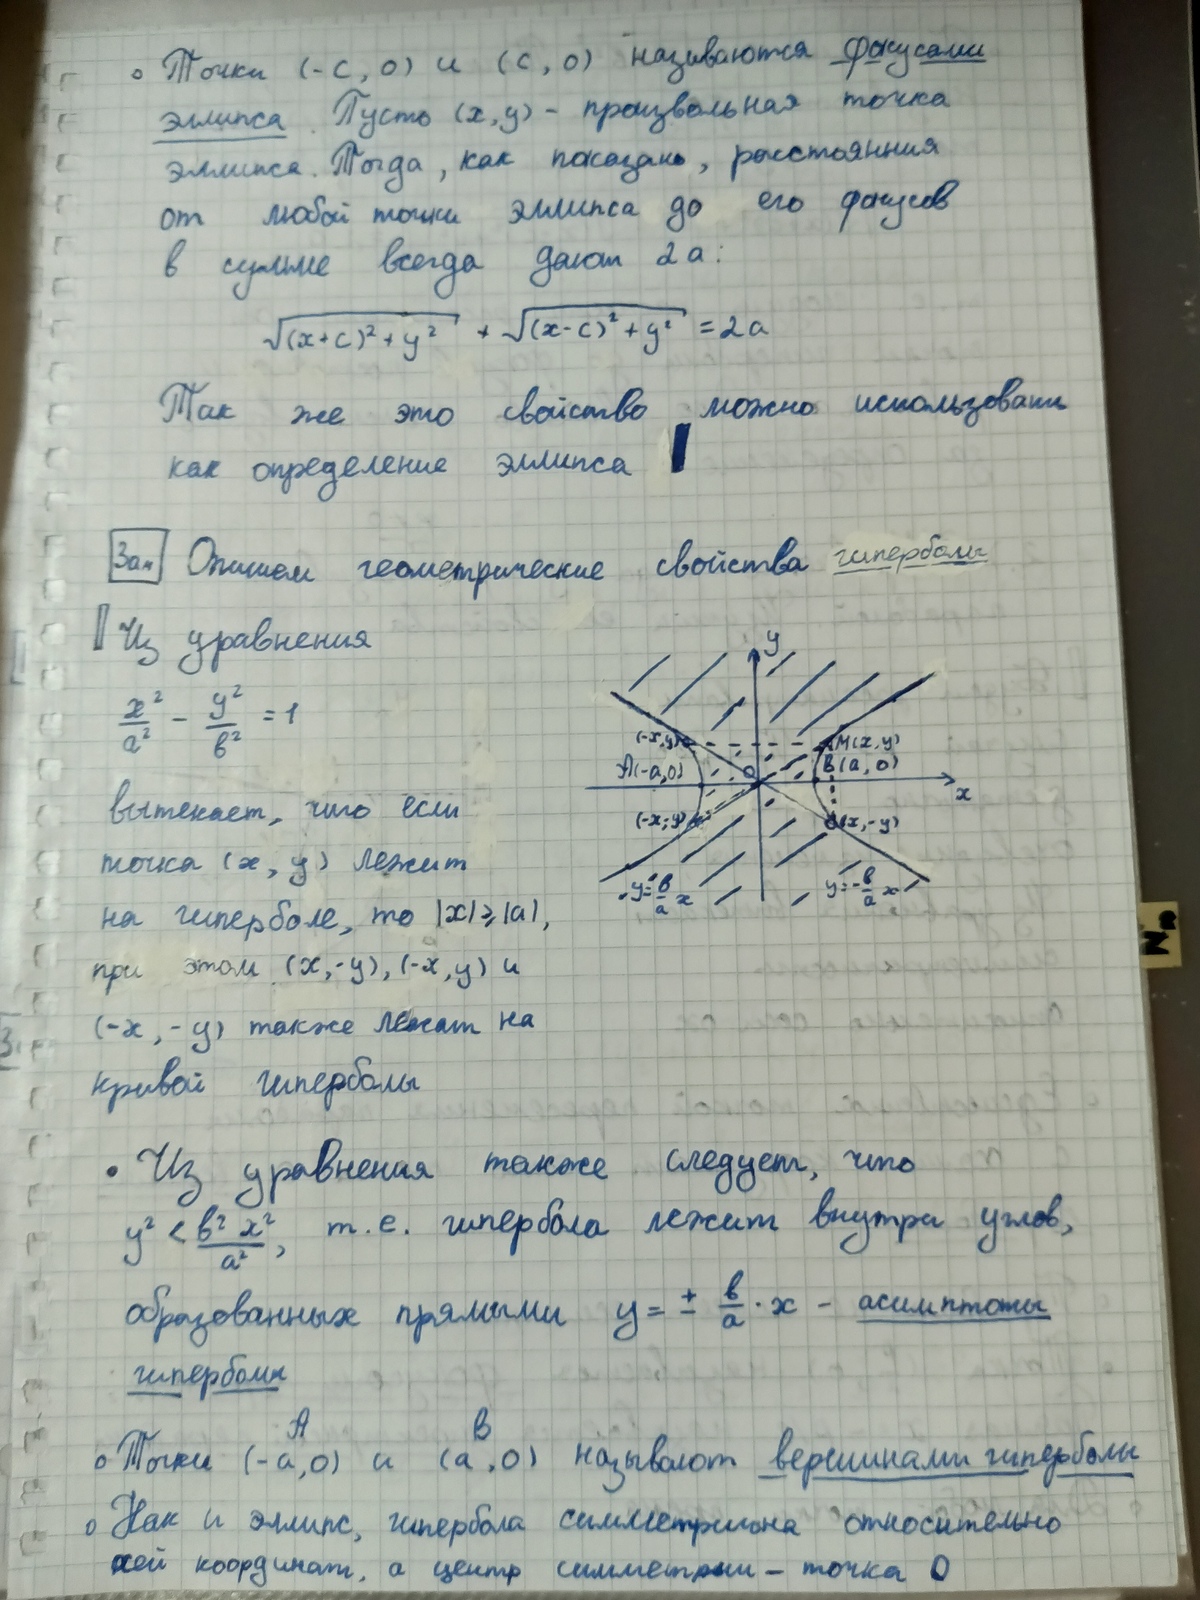 ∘ Точки (-c, 0) и (c, 0) называются фокусами
эллипса. Пусть (x, y) - произвольная точка
эллипса. Тогда, как показано, расстояния
от любой точки эллипса до его фокусов
в сумме всегда дают 2a:
√((x+c)² + y²) + √((x-c)² + y²) = 2a
Так же это свойство можно использовать
как определение эллипса
Зам Опишем геометрические свойства гиперболы
Из уравнения
x²/a² - y²/в² = 1
вытекает, что если
точка (x, y) лежит
на гиперболе, то |x| ⩾ |a|,
при этом (x, -y), (-x, y) и
(-x, -y) также лежат на
кривой гиперболы
y
(-x, y)
M(x, y)
A(-a, 0)
O
B(a, 0)
x
(-x, -y)
(x, -y)
y = в/a x
y = -в/a x
• Из уравнения также следует, что
y² < в² x²/a², т.е. гипербола лежит внутри углов,
образованных прямыми y = ± в/a · x - асимптоты
гиперболы
A B
∘ Точки (-a, 0) и (a, 0) называют вершинами гиперболы
∘ Как и эллипс, гипербола симметрична относительно
осей координат, а центр симметрии - точка O